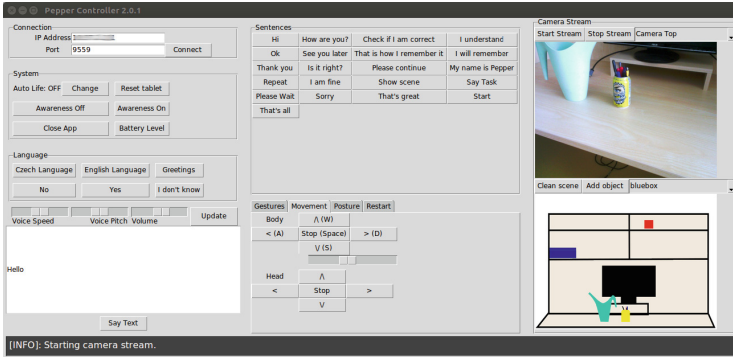 Pepper Controller 2.0.1
Connection
IP Address
Port 9559 Connect
System
Auto Life: OFF Change Reset tablet
Awareness Off Awareness On
Close App Battery Level
Language
Czech Language English Language Greetings
No Yes I don't know
Voice Speed Voice Pitch Volume Update
Hello
Say Text
Sentences
Hi How are you? Check if I am correct I understand
Ok See you later That is how I remember it I will remember
Thank you Is it right? Please continue My name is Pepper
Repeat I am fine Show scene Say Task
Please Wait Sorry That's great Start
That's all
Gestures Movement Posture Restart
Body /\ (W)
< (A) Stop (Space) > (D)
\/ (S)
Head /\
< Stop >
\/
Camera Stream
Start Stream Stop Stream Camera Top
Clean scene Add object bluebox
[INFO]: Starting camera stream.